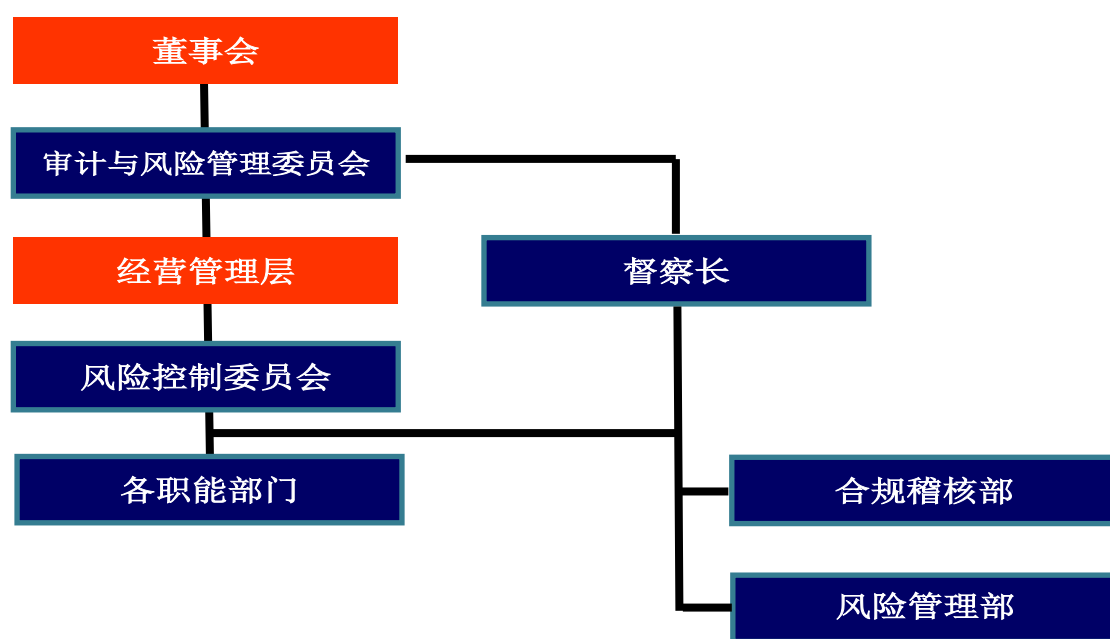 董事会
审计与风险管理委员会
经营管理层
督察长
风险控制委员会
各职能部门
合规稽核部
风险管理部